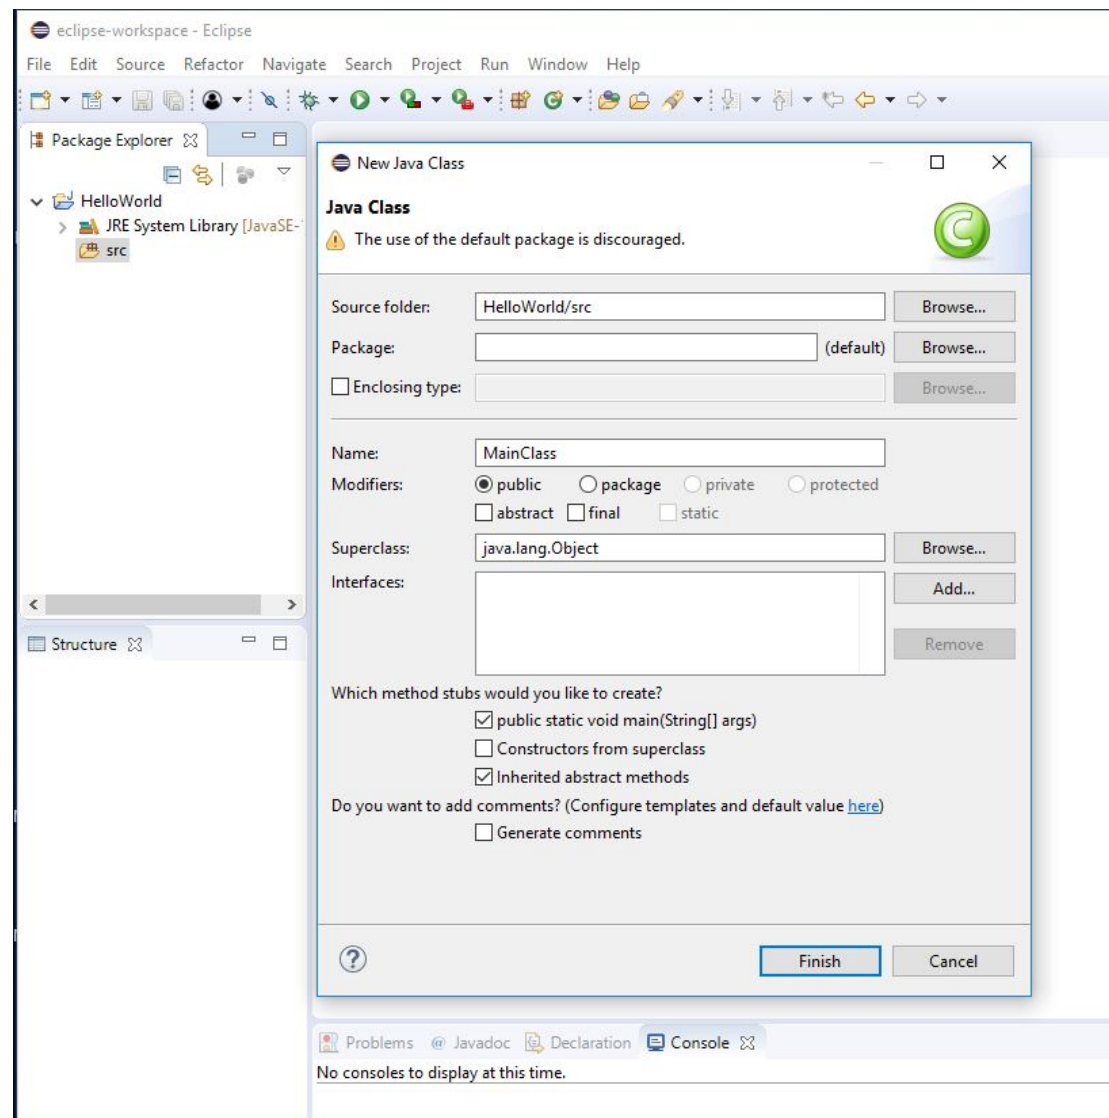 eclipse-workspace - Eclipse
File Edit Source Refactor Navigate Search Project Run Window Help
Package Explorer
HelloWorld
JRE System Library [JavaSE-
src
Structure
New Java Class
Java Class
The use of the default package is discouraged.
Source folder: HelloWorld/src Browse...
Package: (default) Browse...
Enclosing type: Browse...
Name: MainClass
Modifiers: public package private protected
abstract final static
Superclass: java.lang.Object Browse...
Interfaces: Add...
Remove
Which method stubs would you like to create?
public static void main(String[] args)
Constructors from superclass
Inherited abstract methods
Do you want to add comments? (Configure templates and default value here)
Generate comments
Finish Cancel
Problems @ Javadoc Declaration Console
No consoles to display at this time.